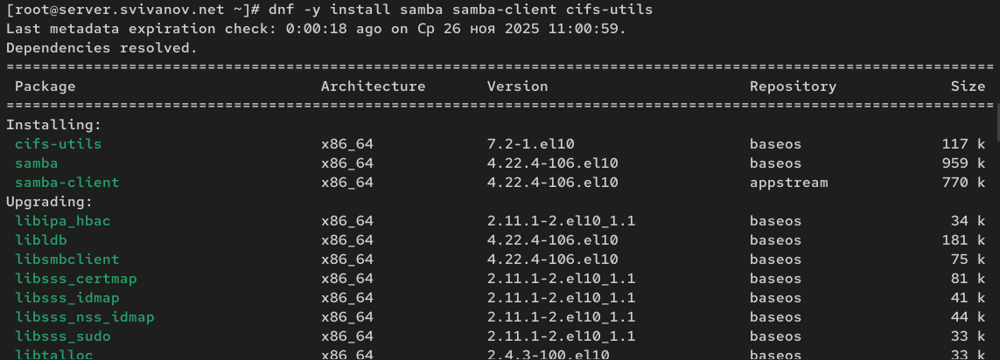 [root@server.svivanov.net ~]# dnf -y install samba samba-client cifs-utils
Last metadata expiration check: 0:00:18 ago on Ср 26 ноя 2025 11:00:59.
Dependencies resolved.
================================================================================================================
Package Architecture Version Repository Size
================================================================================================================
Installing:
cifs-utils x86_64 7.2-1.el10 baseos 117 k
samba x86_64 4.22.4-106.el10 baseos 959 k
samba-client x86_64 4.22.4-106.el10 appstream 770 k
Upgrading:
libipa_hbac x86_64 2.11.1-2.el10_1.1 baseos 34 k
libldb x86_64 4.22.4-106.el10 baseos 181 k
libsmbclient x86_64 4.22.4-106.el10 baseos 75 k
libsss_certmap x86_64 2.11.1-2.el10_1.1 baseos 81 k
libsss_idmap x86_64 2.11.1-2.el10_1.1 baseos 41 k
libsss_nss_idmap x86_64 2.11.1-2.el10_1.1 baseos 44 k
libsss_sudo x86_64 2.11.1-2.el10_1.1 baseos 33 k
libtalloc x86_64 2.4.3-100.el10 baseos 33 k